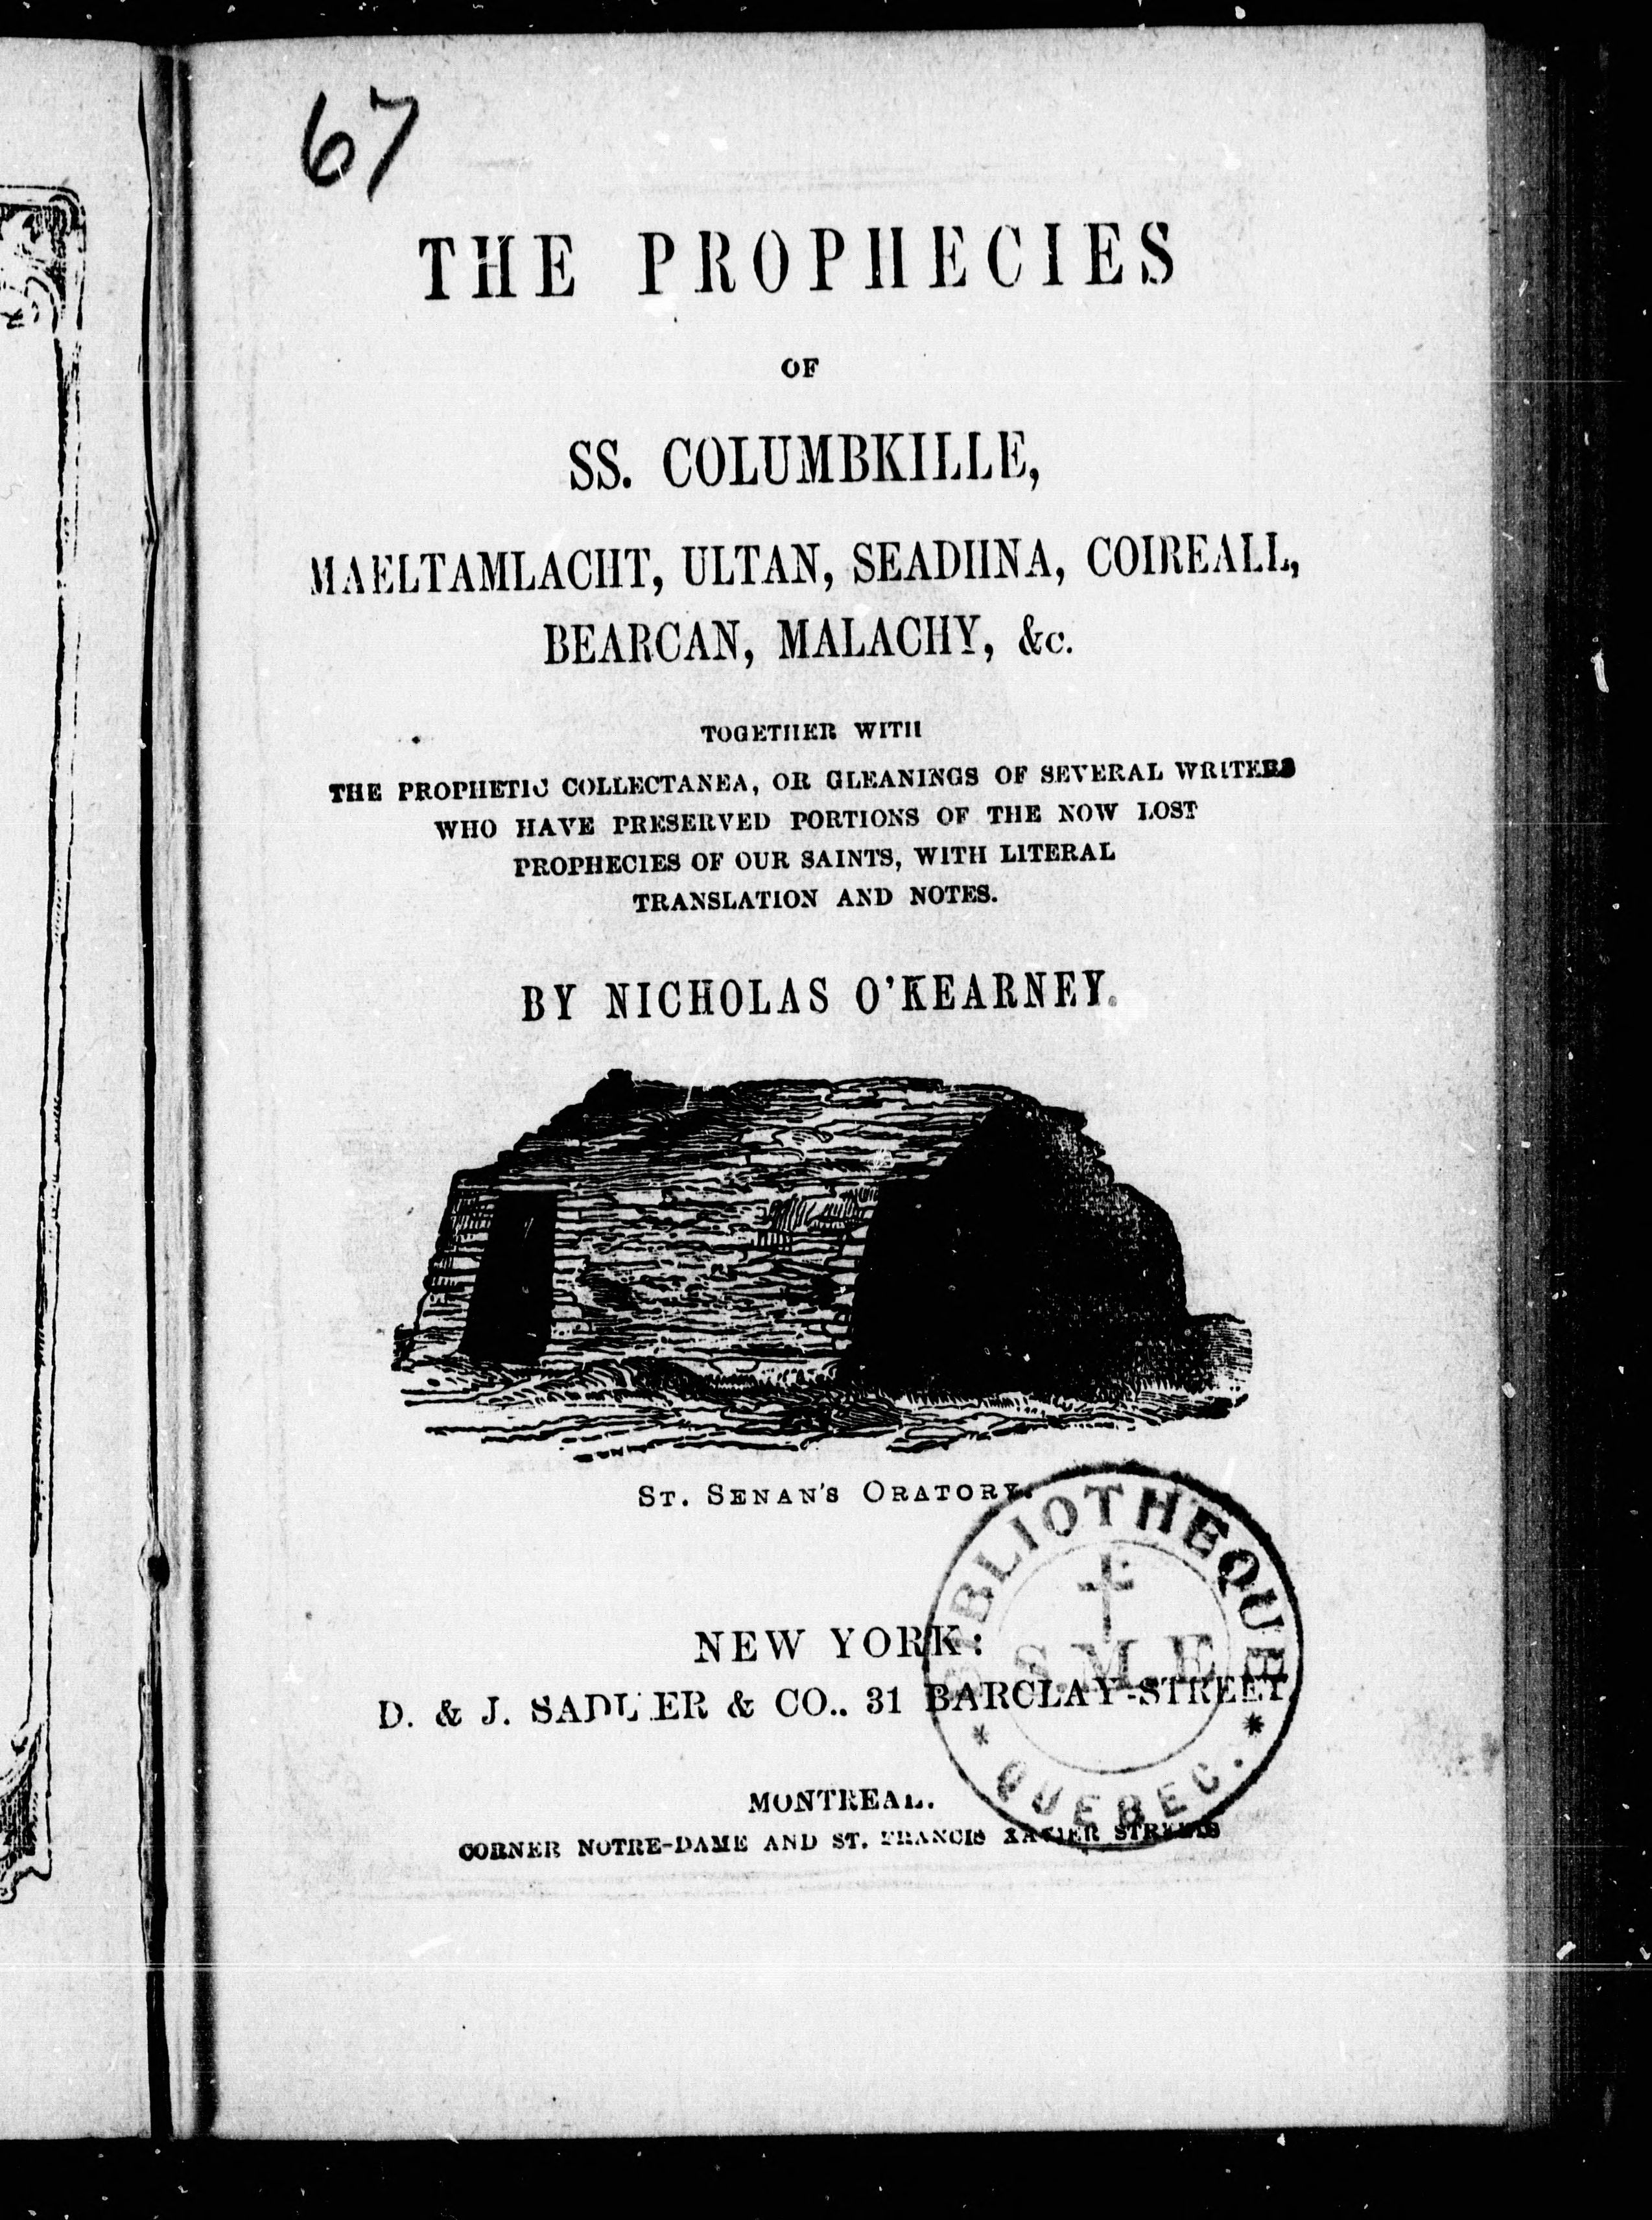 67
THE PROPHECIES
OF
SS. COLUMBKILLE,
MAELTAMLACHT, ULTAN, SEADHNA, COIREALL,
BEARCAN, MALACHY, &c.
TOGETHER WITH
THE PROPHETIC COLLECTANEA, OR GLEANINGS OF SEVERAL WRITERS
WHO HAVE PRESERVED PORTIONS OF THE NOW LOST
PROPHECIES OF OUR SAINTS, WITH LITERAL
TRANSLATION AND NOTES.
BY NICHOLAS O'KEARNEY.
ST. SENAN'S ORATORY.
BIBLIOTHEQUE
S. M. E.
* QUEBEC. *
NEW YORK:
D. & J. SADLIER & CO., 31 BARCLAY-STREET.
MONTREAL.
CORNER NOTRE-DAME AND ST. FRANCIS XAVIER STREETS